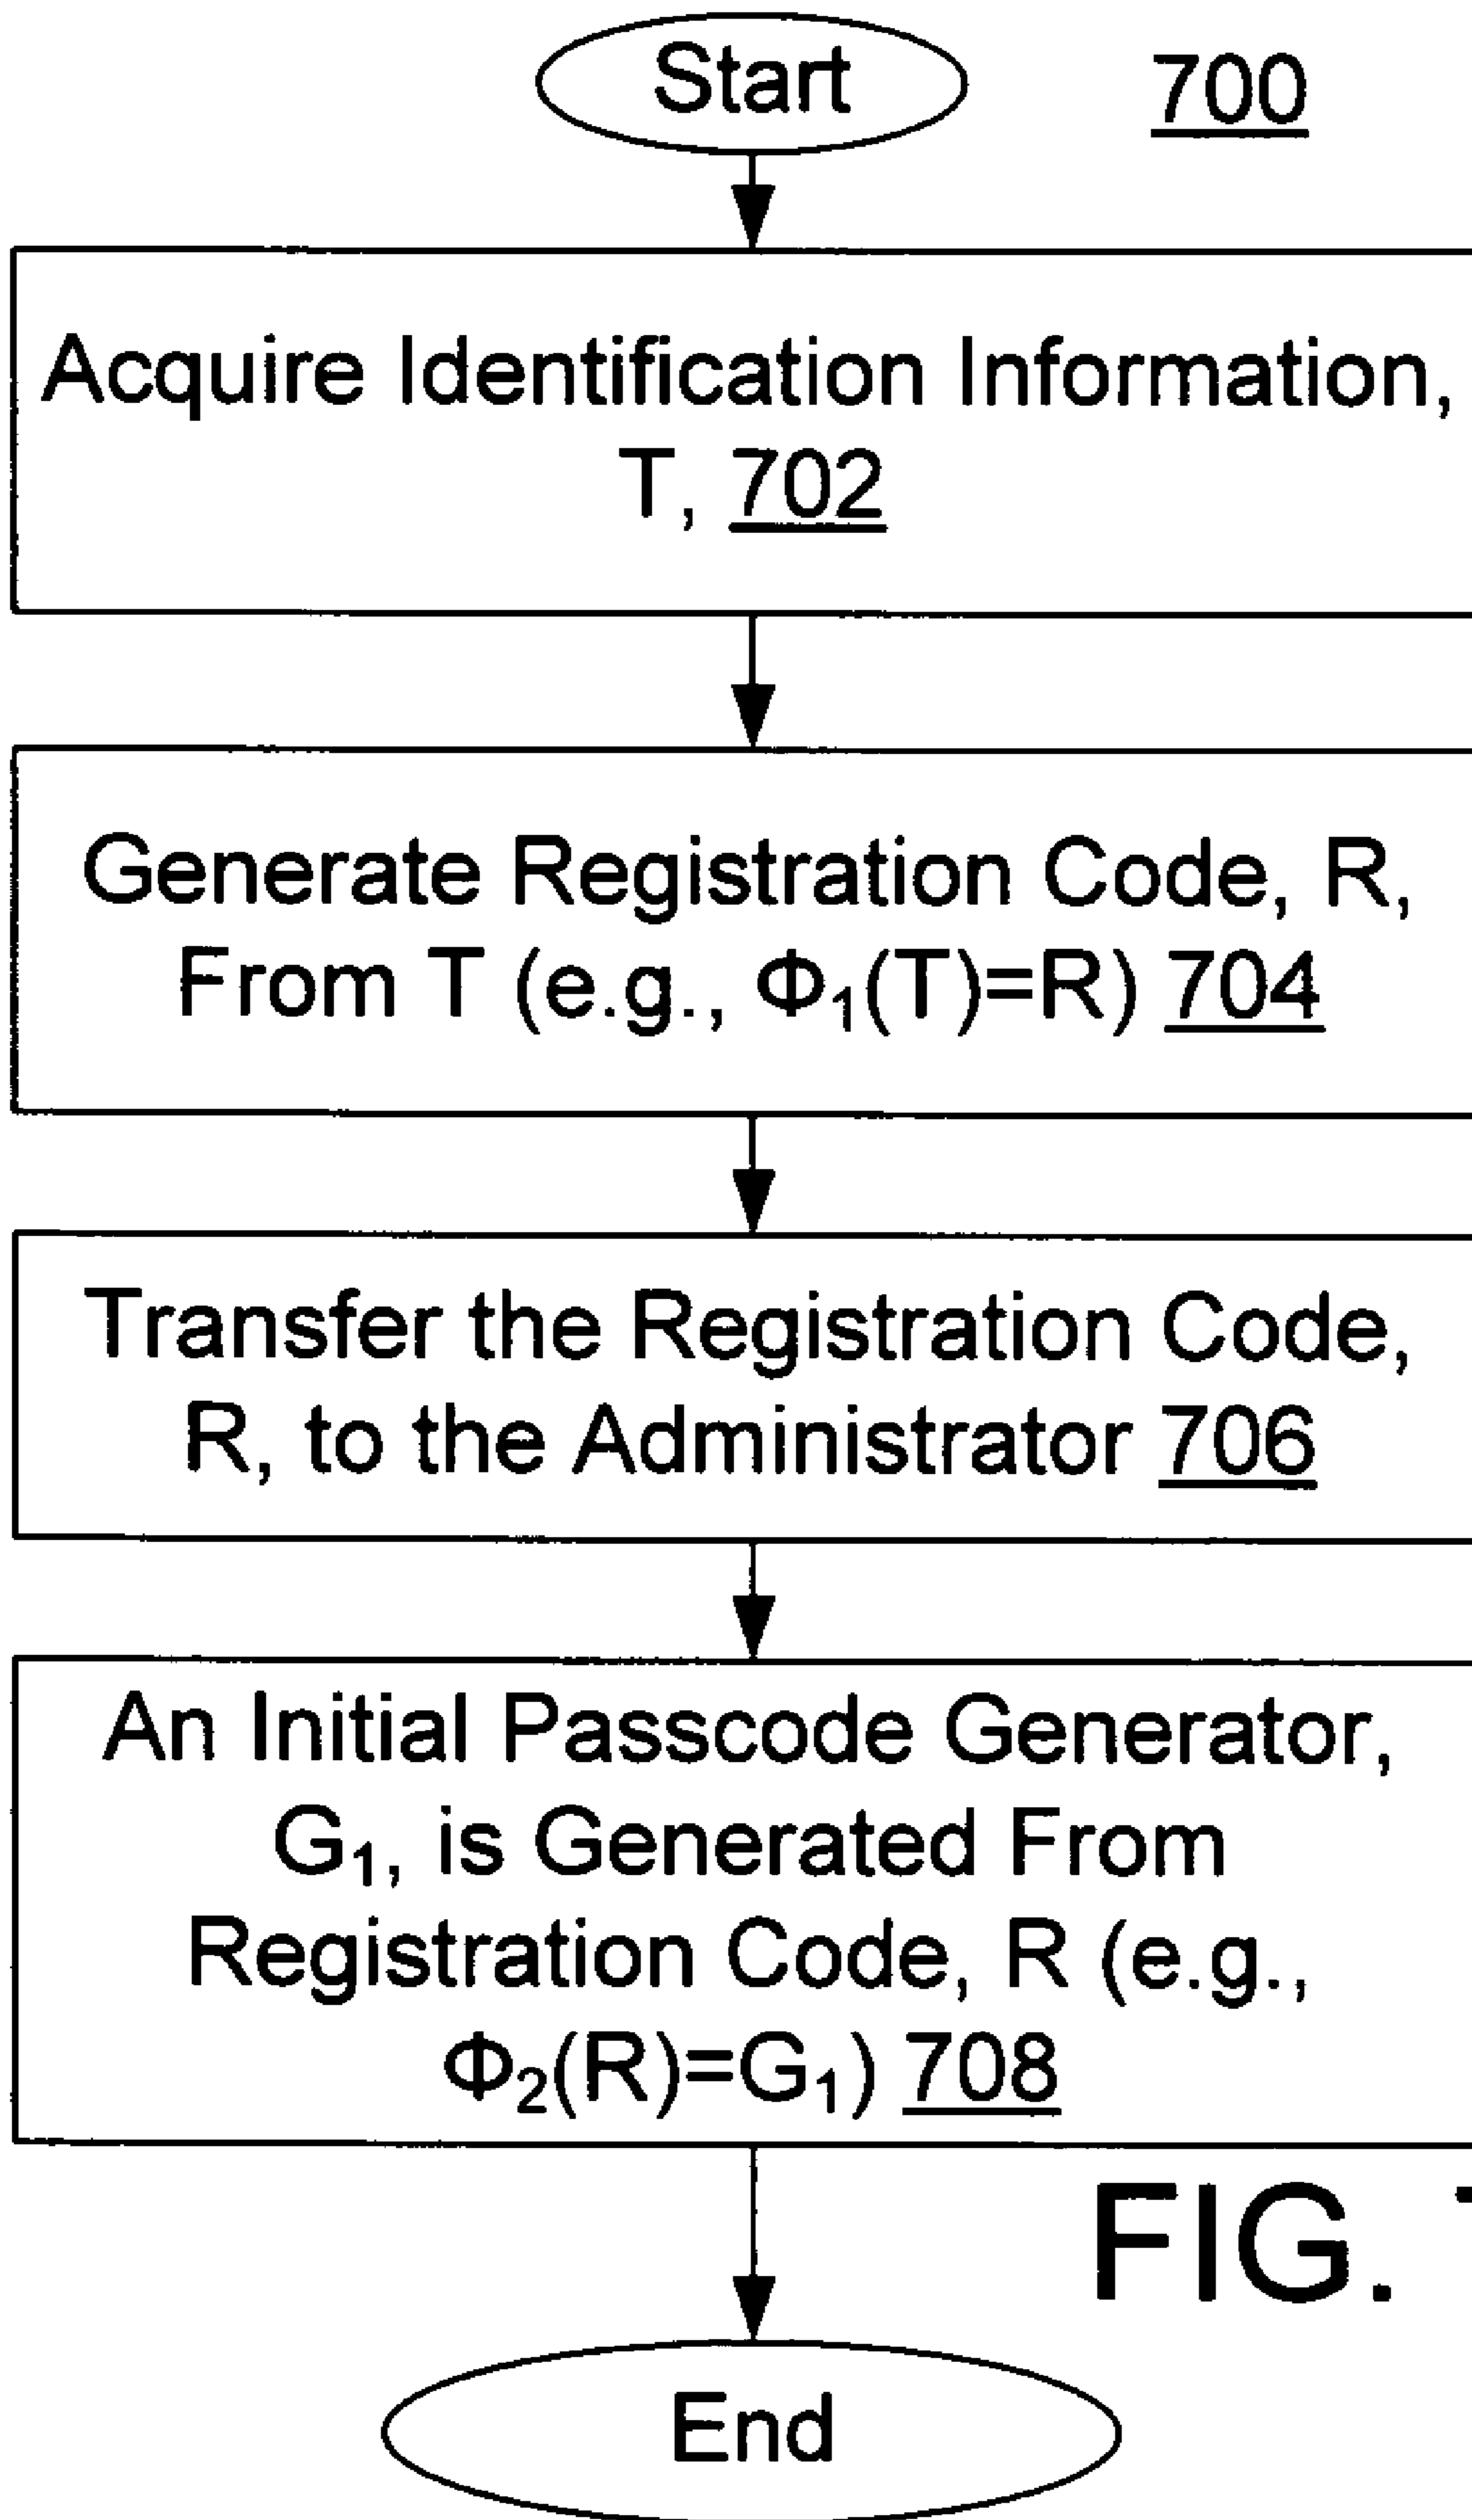 Start
700
Acquire Identification Information,
T, 702
Generate Registration Code, R,
From T (e.g., Φ₁(T)=R) 704
Transfer the Registration Code,
R, to the Administrator 706
An Initial Passcode Generator,
G₁, is Generated From
Registration Code, R (e.g.,
Φ₂(R)=G₁) 708
FIG.
End